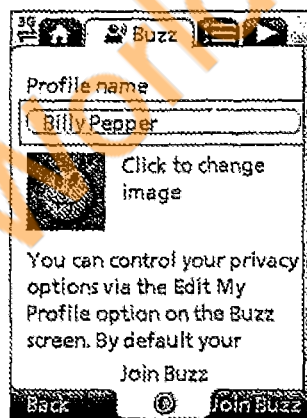 3G
Buzz
Profile name
Billy Pepper
Click to change
image
You can control your privacy
options via the Edit My
Profile option on the Buzz
screen. By default your
Join Buzz
Back
Join Buzz